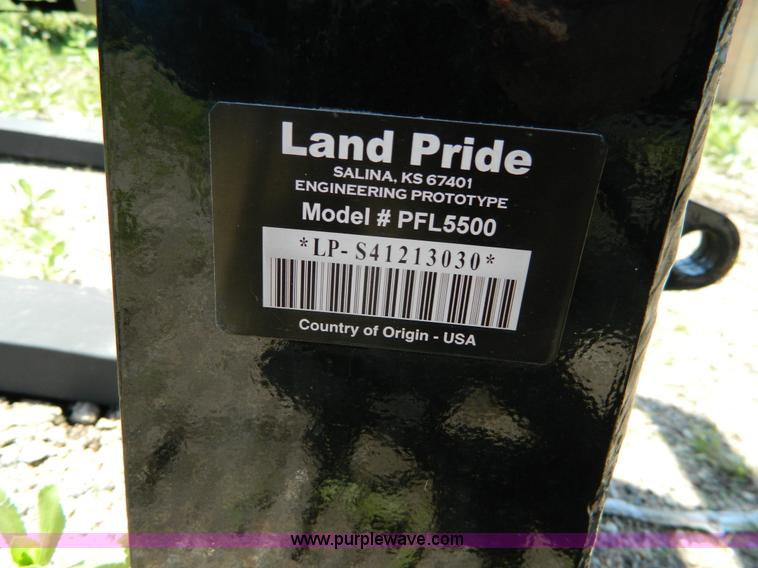 Land Pride
SALINA, KS 67401
ENGINEERING PROTOTYPE
Model # PFL5500
*LP- S41213030*
Country of Origin - USA
www.purplewave.com